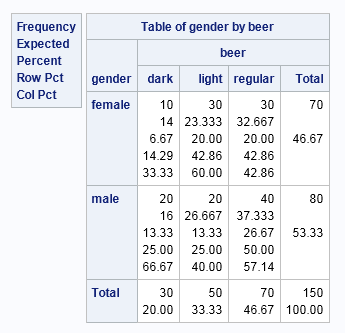 Frequency
Expected
Percent
Row Pct
Col Pct
Table of gender by beer
beer
gender dark light regular Total
female 10 30 30 70
14 23.333 32.667
6.67 20.00 20.00 46.67
14.29 42.86 42.86
33.33 60.00 42.86
male 20 20 40 80
16 26.667 37.333
13.33 13.33 26.67 53.33
25.00 25.00 50.00
66.67 40.00 57.14
Total 30 50 70 150
20.00 33.33 46.67 100.00